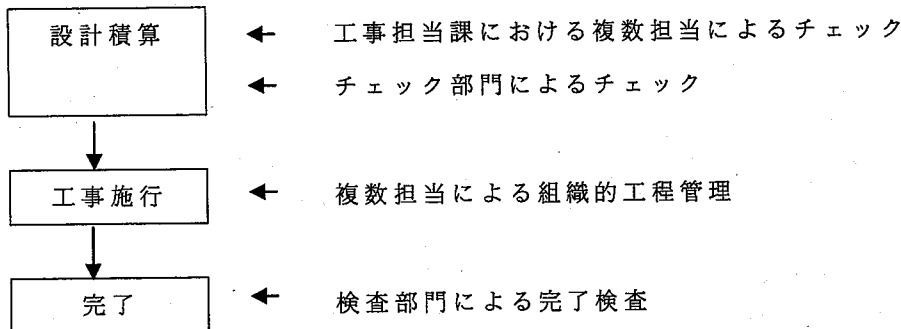 設計積算 ← 工事担当課における複数担当によるチェック
← チェック部門によるチェック
工事施行 ← 複数担当による組織的工程管理
完了 ← 検査部門による完了検査